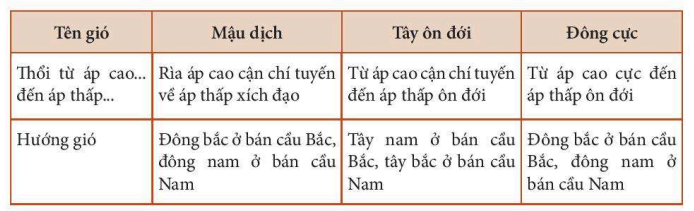 Tên gió
Mậu dịch
Tây ôn đới
Đông cực
Thổi từ áp cao...
đến áp thấp...
Rìa áp cao cận chí tuyến
về áp thấp xích đạo
Từ áp cao cận chí tuyến
đến áp thấp ôn đới
Từ áp cao cực đến
áp thấp ôn đới
Hướng gió
Đông bắc ở bán cầu Bắc,
đông nam ở bán cầu
Nam
Tây nam ở bán cầu
Bắc, tây bắc ở bán cầu
Nam
Đông bắc ở bán cầu
Bắc, đông nam ở
bán cầu Nam